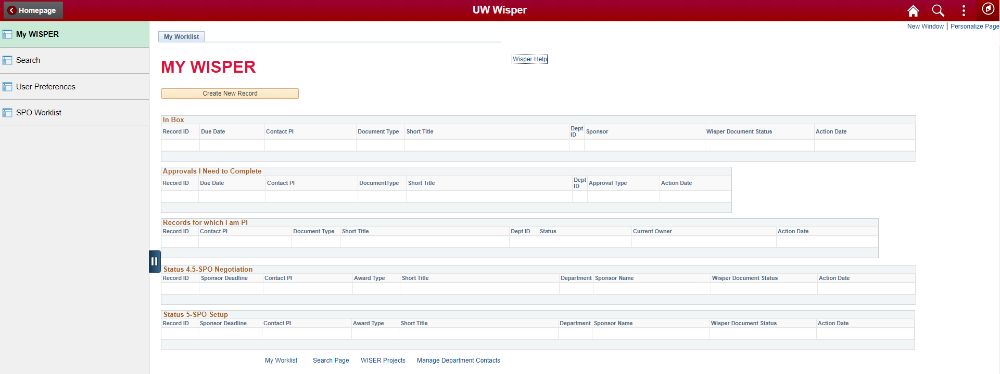 Homepage
UW Wisper
New Window | Personalize Page
My WISPER
Search
User Preferences
SPO Worklist
My Worklist
Wisper Help
MY WISPER
Create New Record
In Box
Record ID Due Date Contact PI Document Type Short Title Dept ID Sponsor Wisper Document Status Action Date
Approvals I Need to Complete
Record ID Due Date Contact PI DocumentType Short Title Dept ID Approval Type Action Date
Records for which I am PI
Record ID Contact PI Document Type Short Title Dept ID Status Current Owner Action Date
Status 4.5-SPO Negotiation
Record ID Sponsor Deadline Contact PI Award Type Short Title Department Sponsor Name Wisper Document Status Action Date
Status 5-SPO Setup
Record ID Sponsor Deadline Contact PI Award Type Short Title Department Sponsor Name Wisper Document Status Action Date
My Worklist Search Page WISER Projects Manage Department Contacts